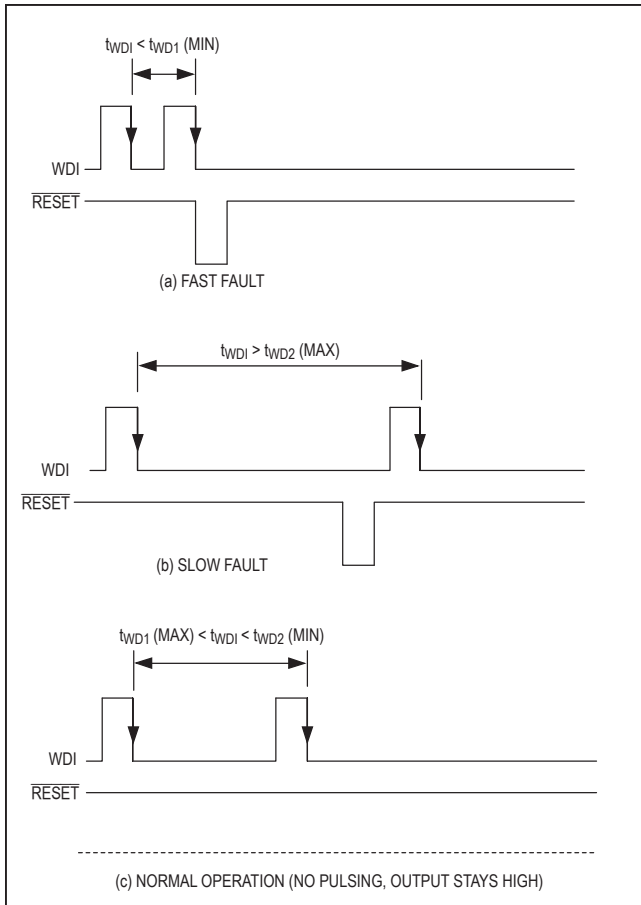 tWDI < tWD1 (MIN)
WDI
RESET
(a) FAST FAULT
tWDI > tWD2 (MAX)
WDI
RESET
(b) SLOW FAULT
tWD1 (MAX) < tWDI < tWD2 (MIN)
WDI
RESET
(c) NORMAL OPERATION (NO PULSING, OUTPUT STAYS HIGH)